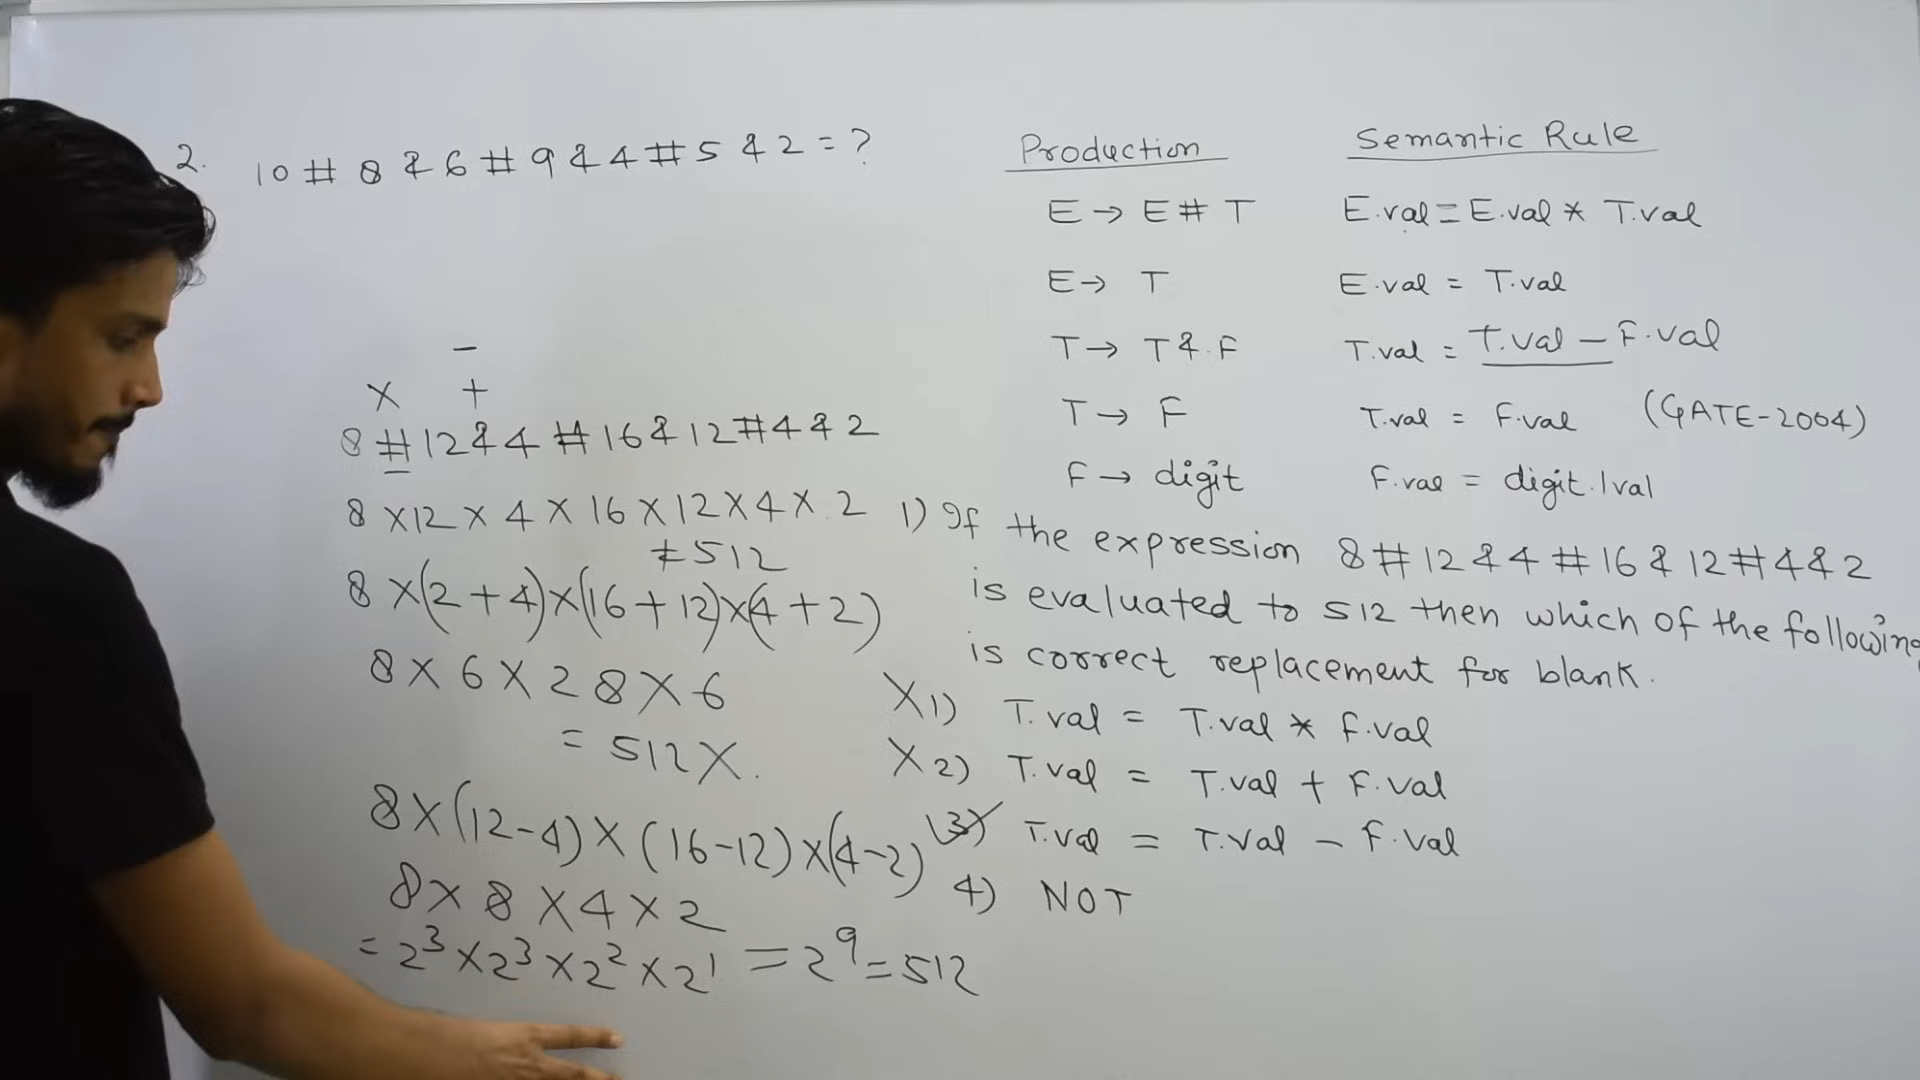 2. 10 # 8 & 6 # 9 & 4 # 5 & 2 = ?
Production Semantic Rule
E → E # T E.val = E.val * T.val
E → T E.val = T.val
T → T & F T.val = T.val - F.val
T → F T.val = F.val (GATE-2004)
F → digit F.val = digit.lval
1) If the expression 8 # 12 & 4 # 16 & 12 # 4 & 2
is evaluated to 512 then which of the following
is correct replacement for blank.
X 1) T.val = T.val * F.val
X 2) T.val = T.val + F.val
3) T.val = T.val - F.val
4) NOT
-
X +
8 # 12 & 4 # 16 & 12 # 4 & 2
8 X 12 X 4 X 16 X 12 X 4 X 2
≠ 512
8 X (2 + 4) X (16 + 12) X (4 + 2)
8 X 6 X 28 X 6
= 512 X.
8 X (12 - 4) X (16 - 12) X (4 - 2)
8 X 8 X 4 X 2
= 2³ X 2³ X 2² X 2¹ = 2⁹ = 512